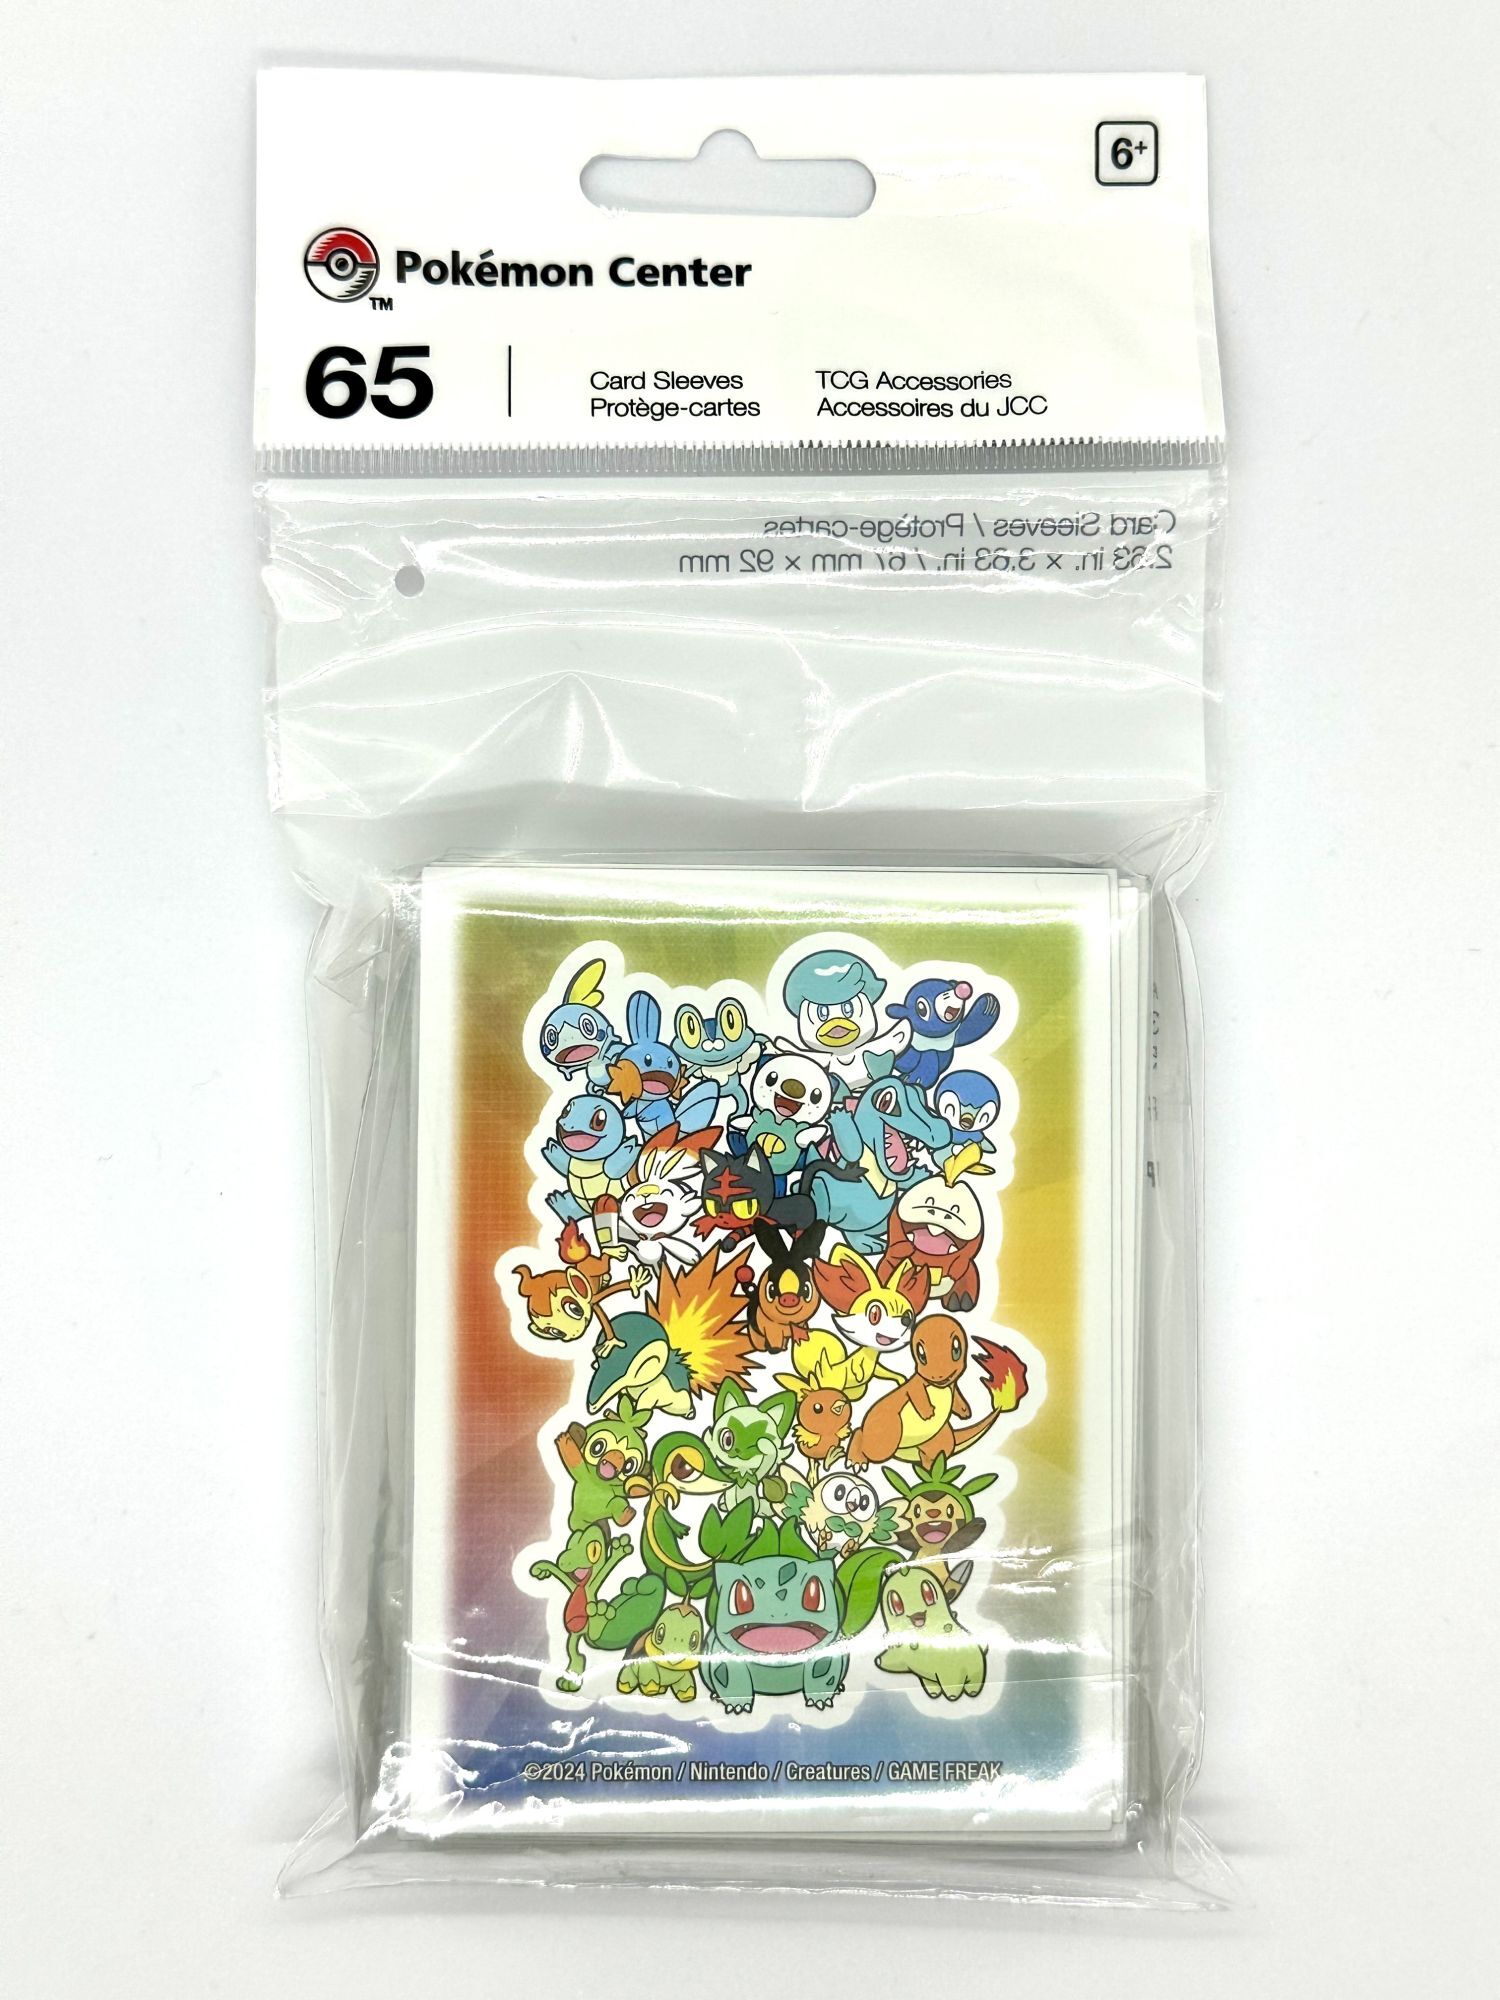 6+
Pokémon Center
TM
65
Card Sleeves
Protège-cartes
TCG Accessories
Accessoires du JCC
Card Sleeves / Protège-cartes
2.63 in. × 3.63 in. / 67 mm × 92 mm
©2024 Pokémon / Nintendo / Creatures / GAME FREAK